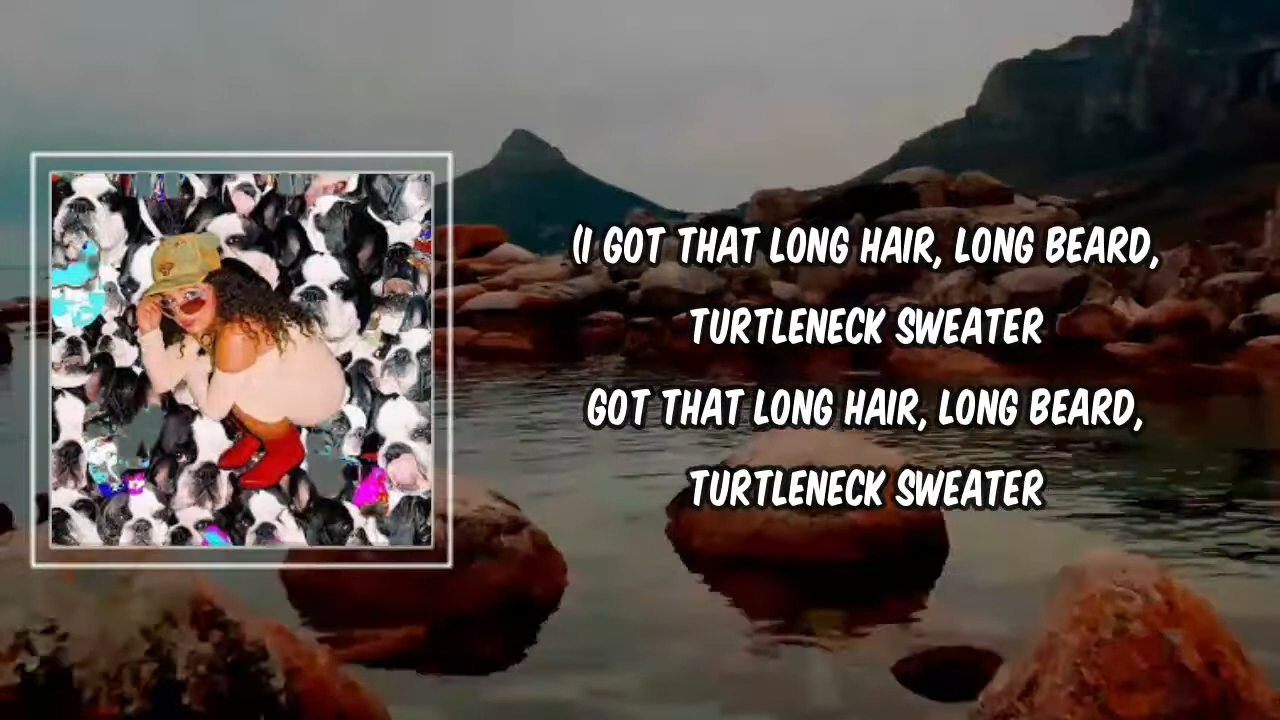 (I GOT THAT LONG HAIR, LONG BEARD,
TURTLENECK SWEATER
GOT THAT LONG HAIR, LONG BEARD,
TURTLENECK SWEATER